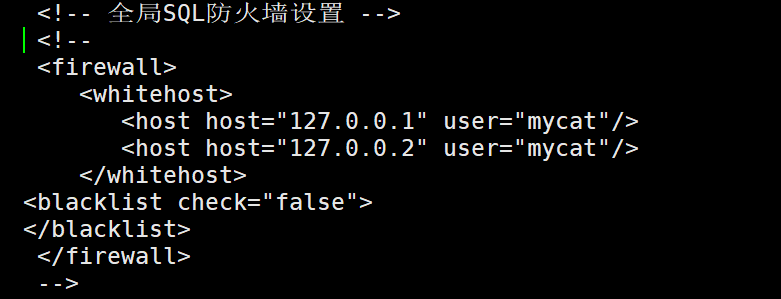 <!-- 全局SQL防火墙设置 -->
<!--
<firewall>
<whitehost>
<host host="127.0.0.1" user="mycat"/>
<host host="127.0.0.2" user="mycat"/>
</whitehost>
<blacklist check="false">
</blacklist>
</firewall>
-->